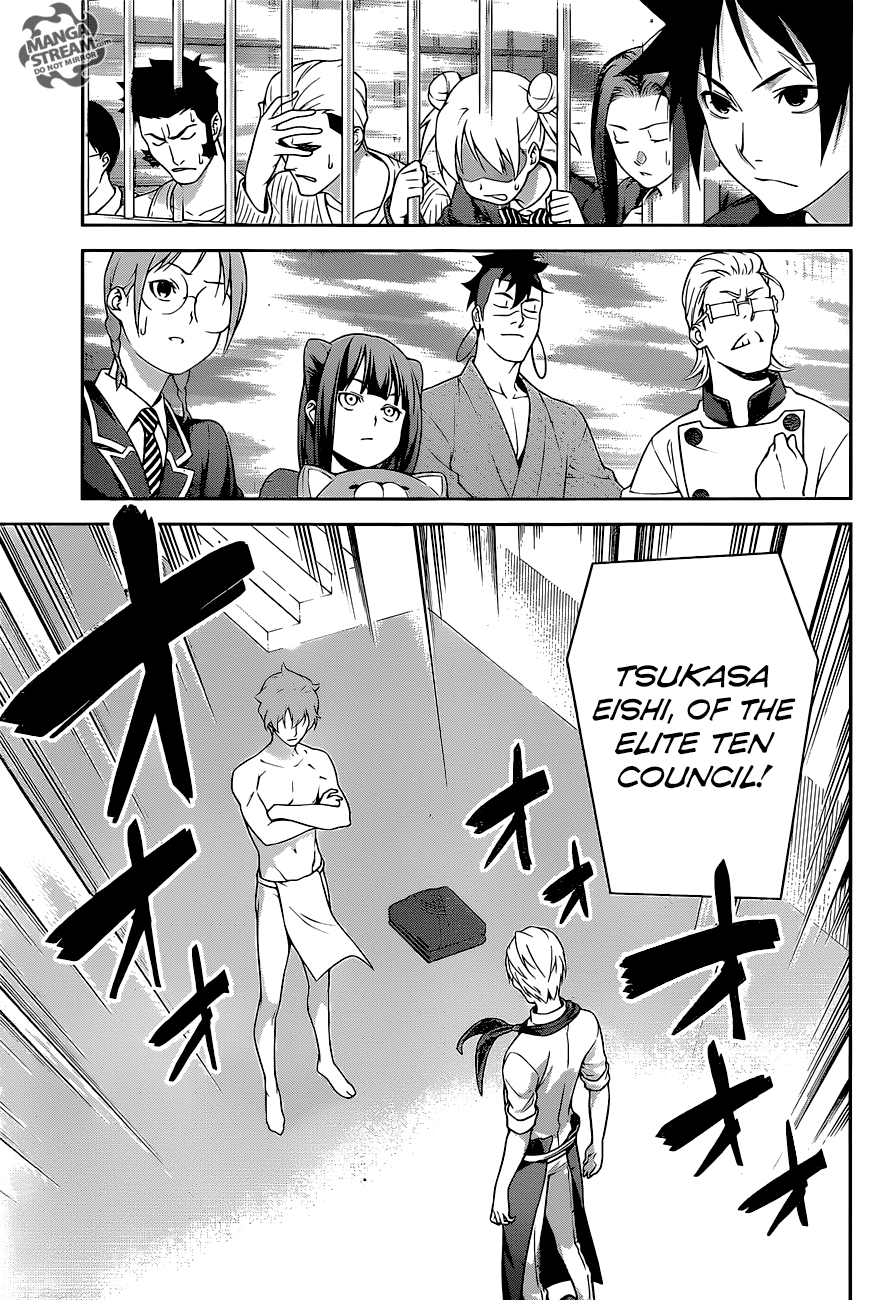 MANGA
STREAM.com
DO NOT MIRROR!
TSUKASA
EISHI, OF THE
ELITE TEN
COUNCIL!
オ
オ
オ
オ
オ
オ
オ
オ